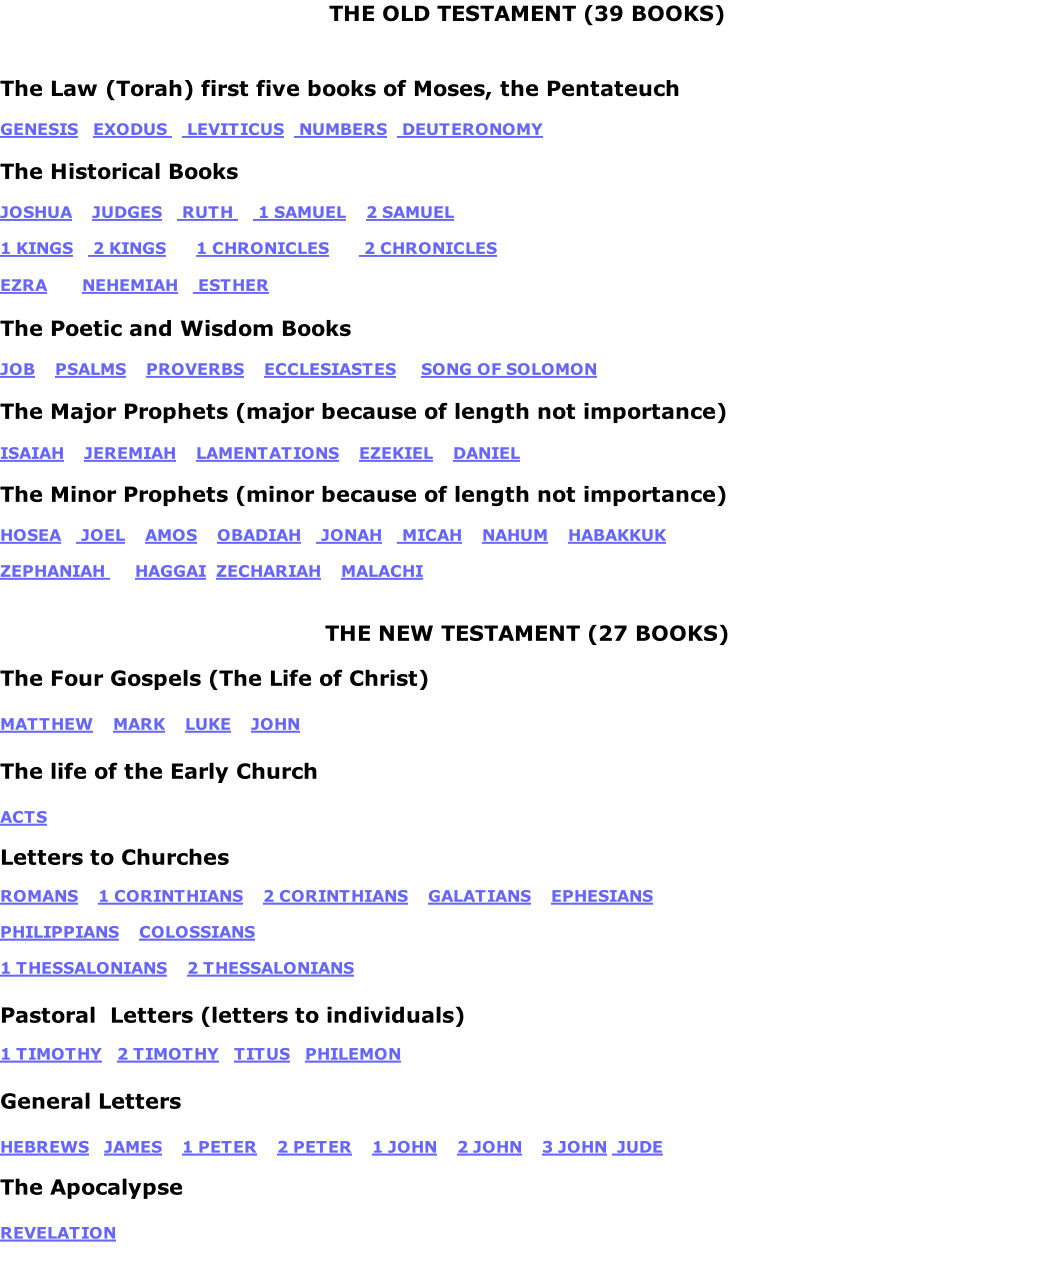 THE OLD TESTAMENT (39 BOOKS)
The Law (Torah) first five books of Moses, the Pentateuch
GENESIS EXODUS LEVITICUS NUMBERS DEUTERONOMY
The Historical Books
JOSHUA JUDGES RUTH 1 SAMUEL 2 SAMUEL
1 KINGS 2 KINGS 1 CHRONICLES 2 CHRONICLES
EZRA NEHEMIAH ESTHER
The Poetic and Wisdom Books
JOB PSALMS PROVERBS ECCLESIASTES SONG OF SOLOMON
The Major Prophets (major because of length not importance)
ISAIAH JEREMIAH LAMENTATIONS EZEKIEL DANIEL
The Minor Prophets (minor because of length not importance)
HOSEA JOEL AMOS OBADIAH JONAH MICAH NAHUM HABAKKUK
ZEPHANIAH HAGGAI ZECHARIAH MALACHI
THE NEW TESTAMENT (27 BOOKS)
The Four Gospels (The Life of Christ)
MATTHEW MARK LUKE JOHN
The life of the Early Church
ACTS
Letters to Churches
ROMANS 1 CORINTHIANS 2 CORINTHIANS GALATIANS EPHESIANS
PHILIPPIANS COLOSSIANS
1 THESSALONIANS 2 THESSALONIANS
Pastoral Letters (letters to individuals)
1 TIMOTHY 2 TIMOTHY TITUS PHILEMON
General Letters
HEBREWS JAMES 1 PETER 2 PETER 1 JOHN 2 JOHN 3 JOHN JUDE
The Apocalypse
REVELATION